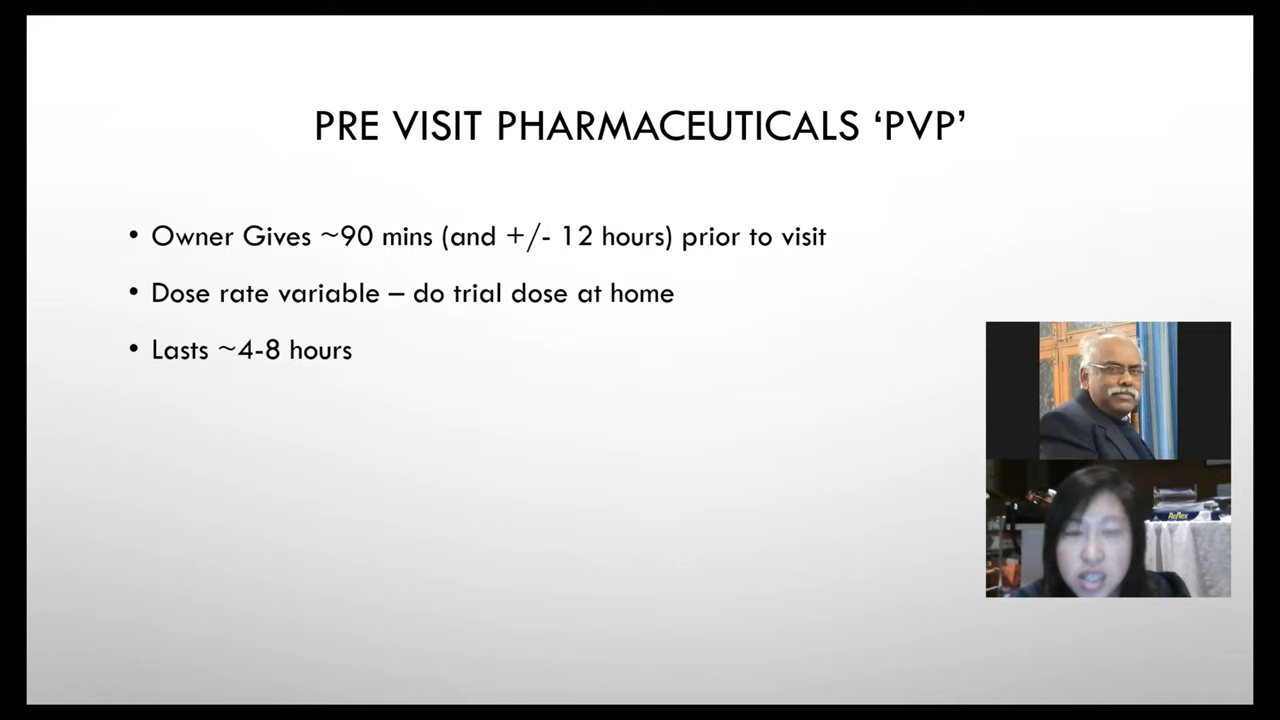 PRE VISIT PHARMACEUTICALS ‘PVP’
• Owner Gives ~90 mins (and +/- 12 hours) prior to visit
• Dose rate variable – do trial dose at home
• Lasts ~4-8 hours
Reflex